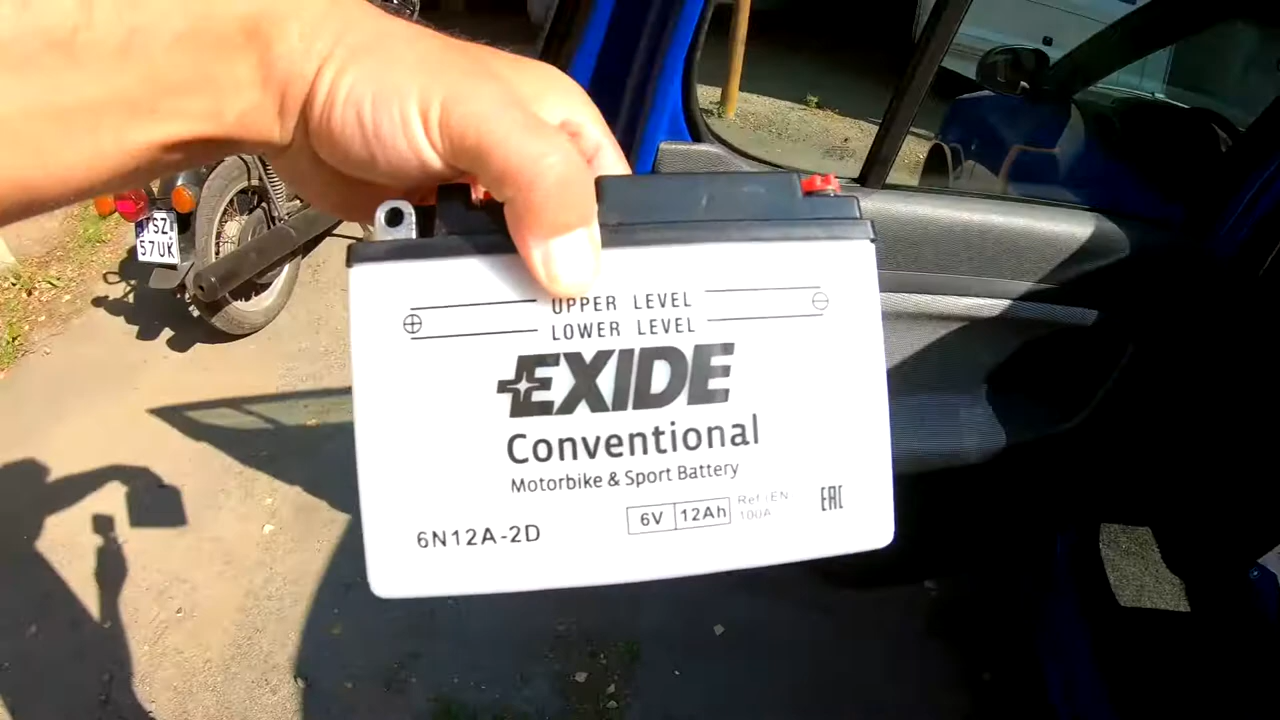 TSZ
57UK
UPPER LEVEL
LOWER LEVEL
EXIDE
Conventional
Motorbike & Sport Battery
6N12A-2D
6V 12Ah
Ref.:EN
100A
EAC